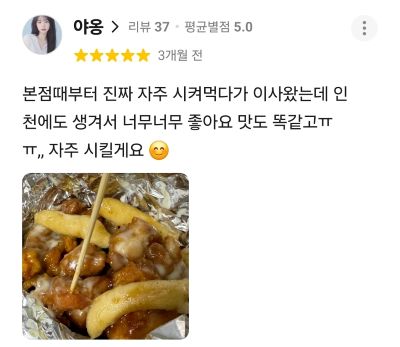 야옹 > 리뷰 37 · 평균별점 5.0
3개월 전
본점때부터 진짜 자주 시켜먹다가 이사왔는데 인
천에도 생겨서 너무너무 좋아요 맛도 똑같고ㅠ
ㅠ,, 자주 시킬게요 😊